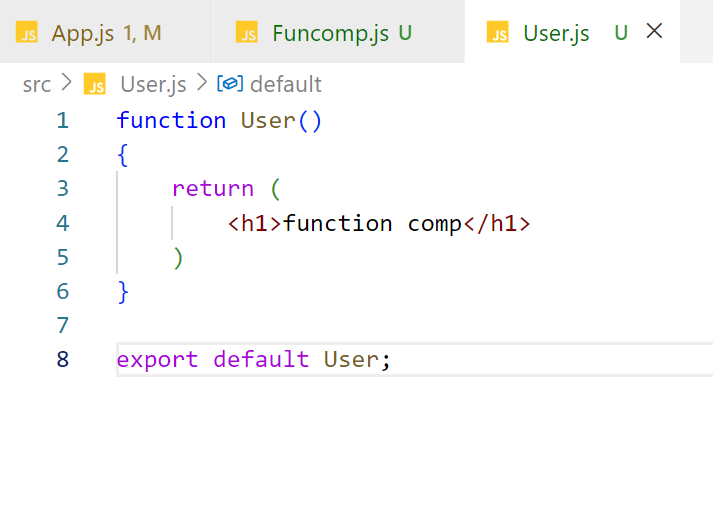 JS App.js 1, M JS Funcomp.js U JS User.js U
src > JS User.js > default
1 function User()
2 {
3 return (
4 <h1>function comp</h1>
5 )
6 }
7
8 export default User;